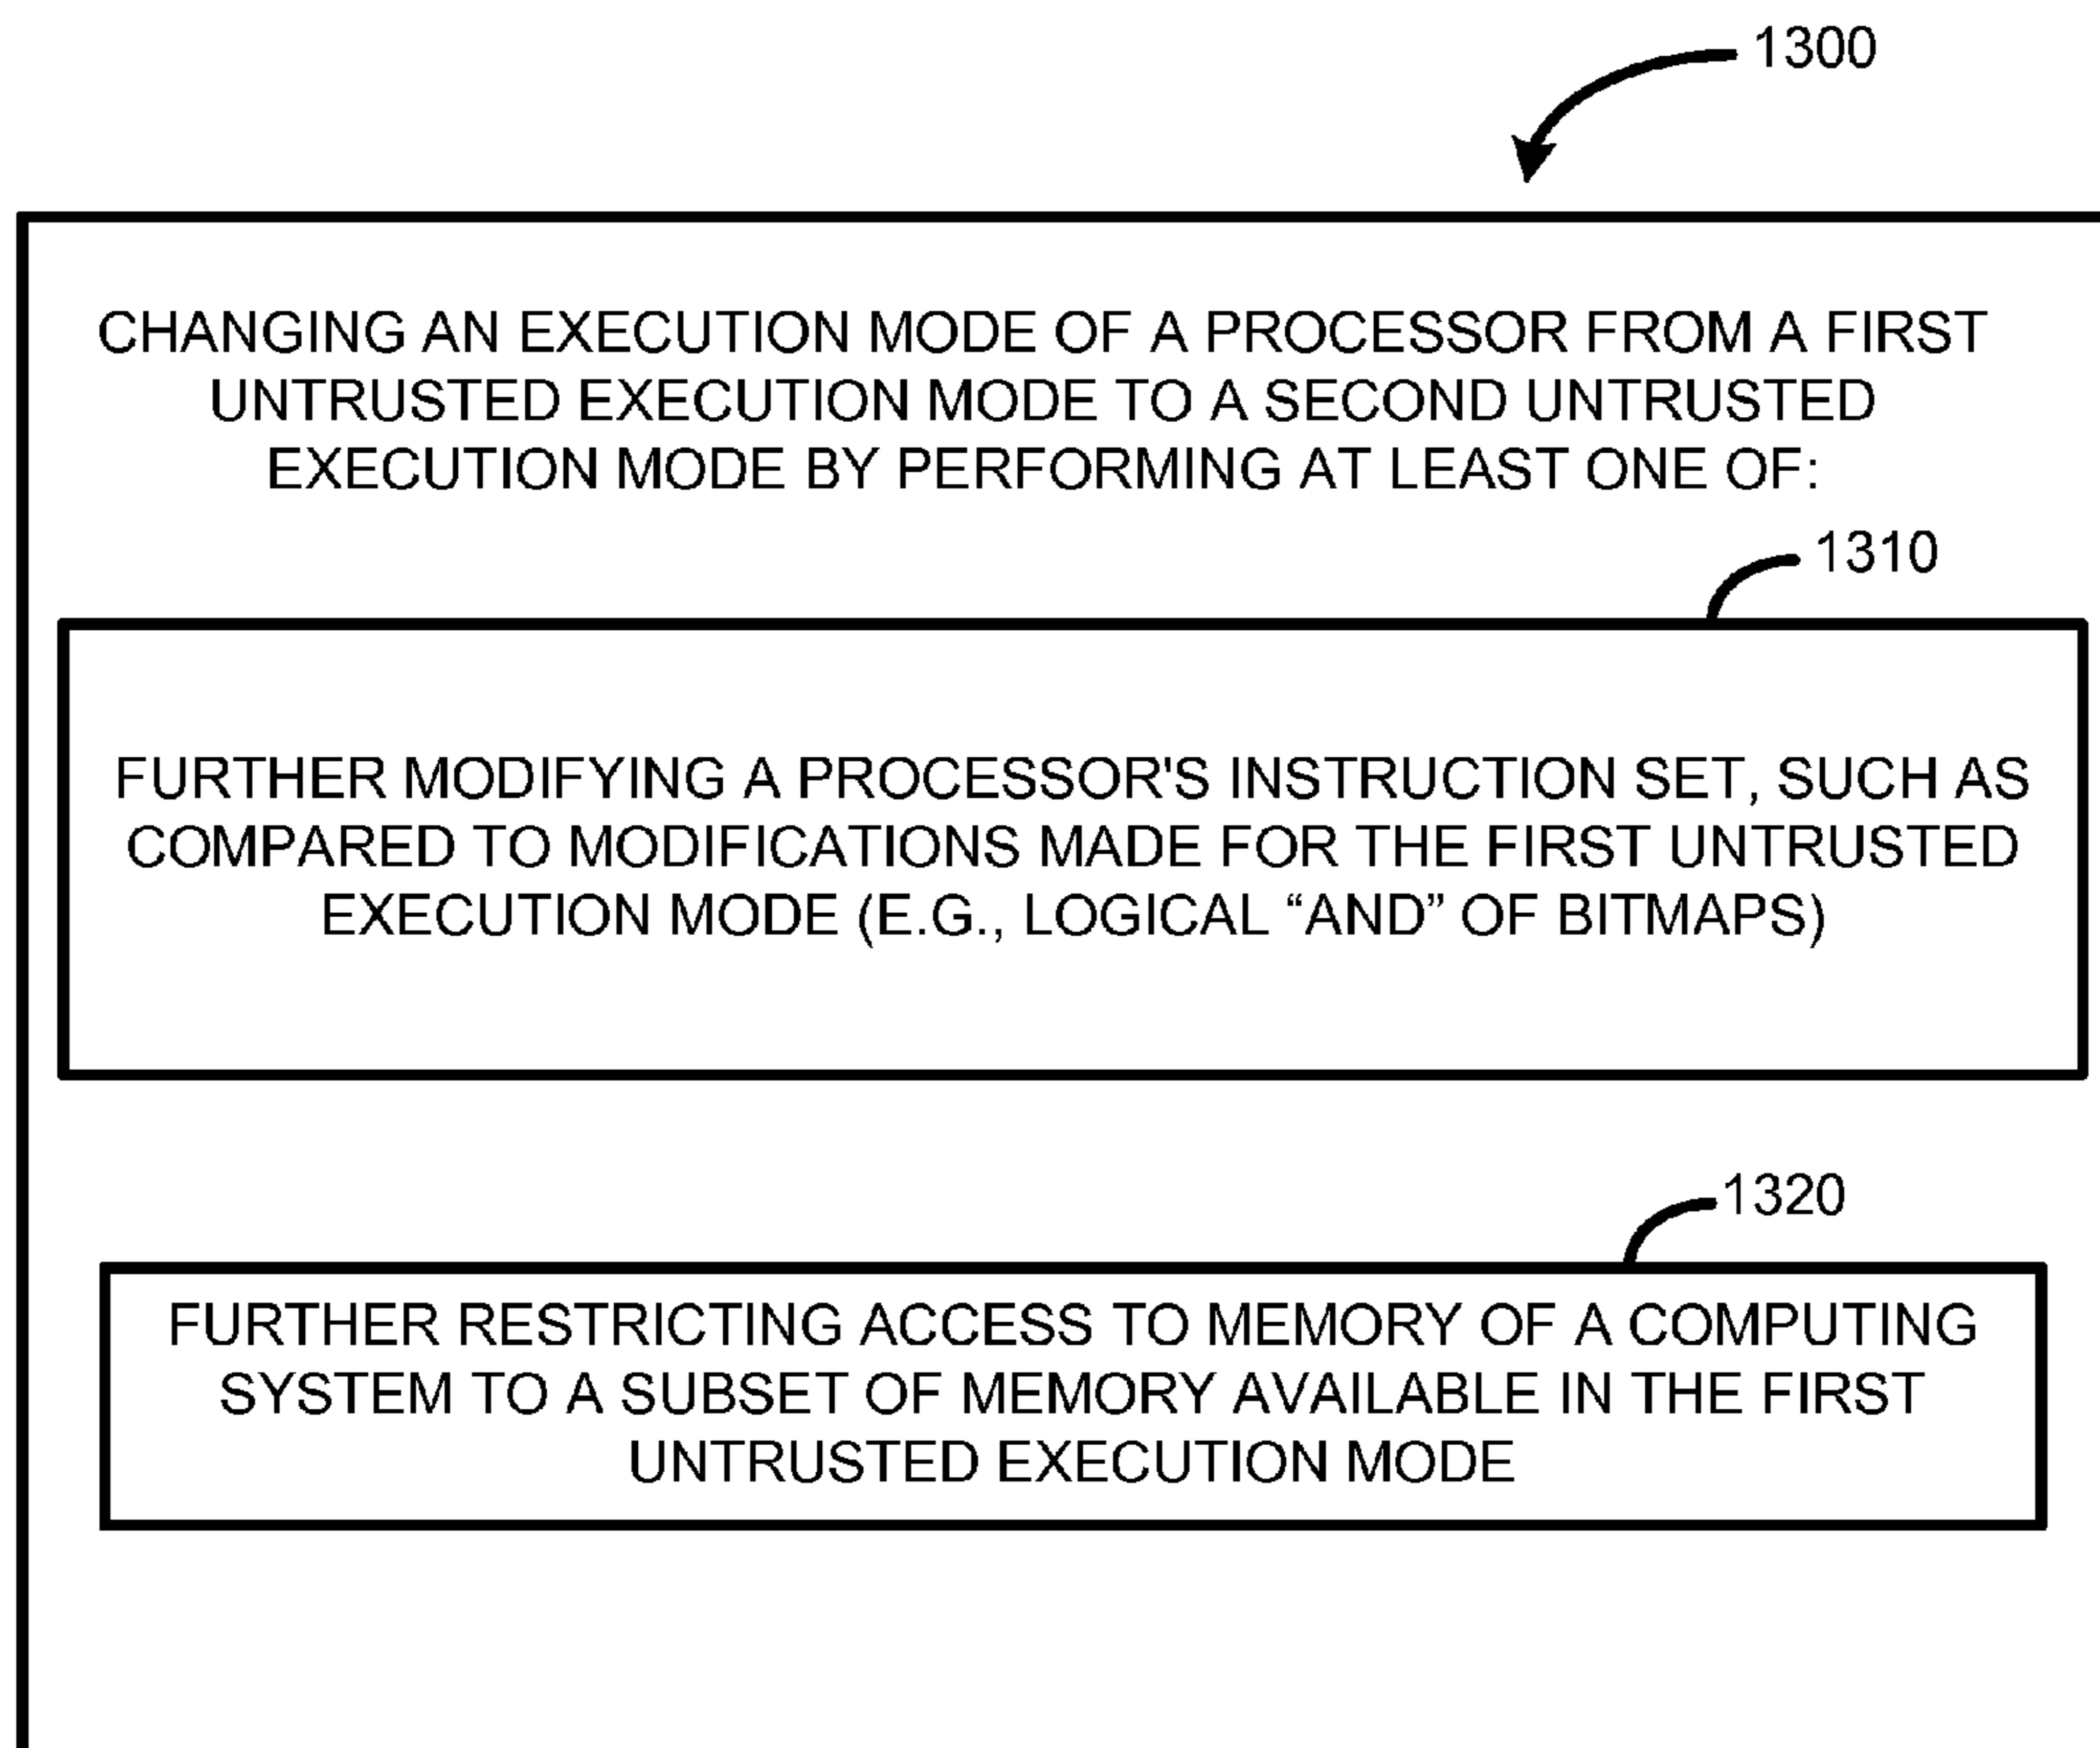 1300
CHANGING AN EXECUTION MODE OF A PROCESSOR FROM A FIRST
UNTRUSTED EXECUTION MODE TO A SECOND UNTRUSTED
EXECUTION MODE BY PERFORMING AT LEAST ONE OF:
1310
FURTHER MODIFYING A PROCESSOR'S INSTRUCTION SET, SUCH AS
COMPARED TO MODIFICATIONS MADE FOR THE FIRST UNTRUSTED
EXECUTION MODE (E.G., LOGICAL “AND” OF BITMAPS)
1320
FURTHER RESTRICTING ACCESS TO MEMORY OF A COMPUTING
SYSTEM TO A SUBSET OF MEMORY AVAILABLE IN THE FIRST
UNTRUSTED EXECUTION MODE